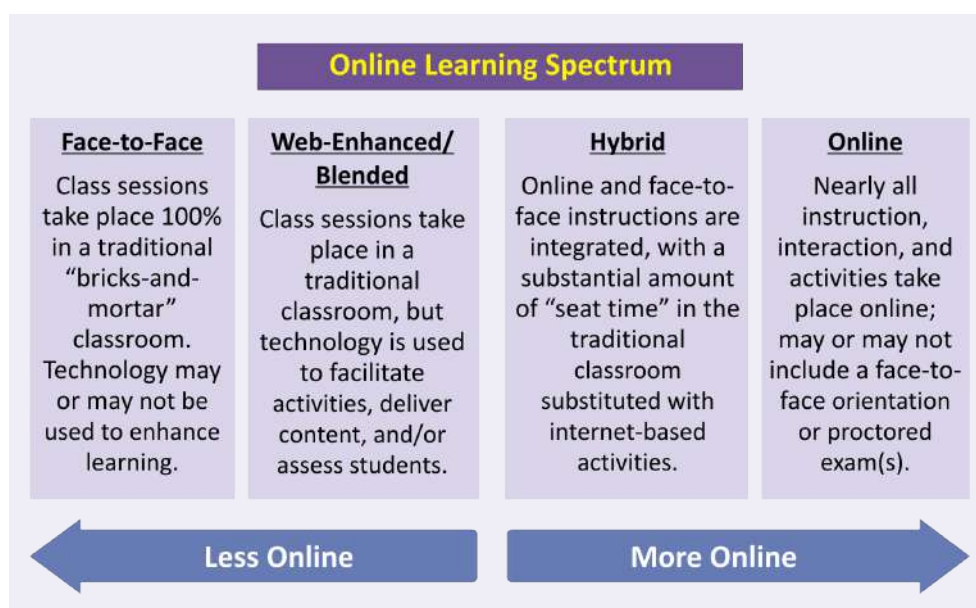 Online Learning Spectrum
Face-to-Face
Class sessions
take place 100%
in a traditional
“bricks-and-
mortar”
classroom.
Technology may
or may not be
used to enhance
learning.
Web-Enhanced/
Blended
Class sessions take
place in a
traditional
classroom, but
technology is used
to facilitate
activities, deliver
content, and/or
assess students.
Hybrid
Online and face-to-
face instructions are
integrated, with a
substantial amount
of “seat time” in the
traditional
classroom
substituted with
internet-based
activities.
Online
Nearly all
instruction,
interaction, and
activities take
place online;
may or may not
include a face-to-
face orientation
or proctored
exam(s).
Less Online
More Online